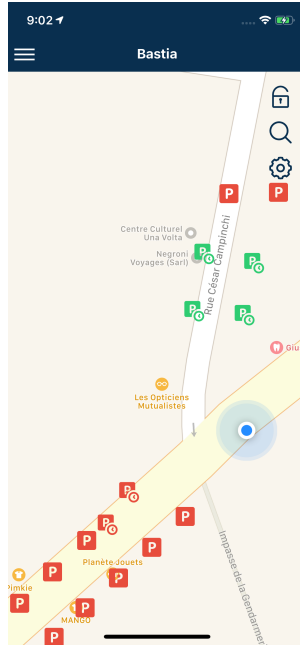 9:02
Bastia
P
P
Centre Culturel
Una Volta
P
Negroni
Voyages (Sarl)
P
Rue César Campinchi
P
P
Giu
Les Opticiens
Mutualistes
P
P
P
P
P
Planète Jouets
P
P
Pimkie
P
P
MANGO
P
Impasse de la Gendarmer